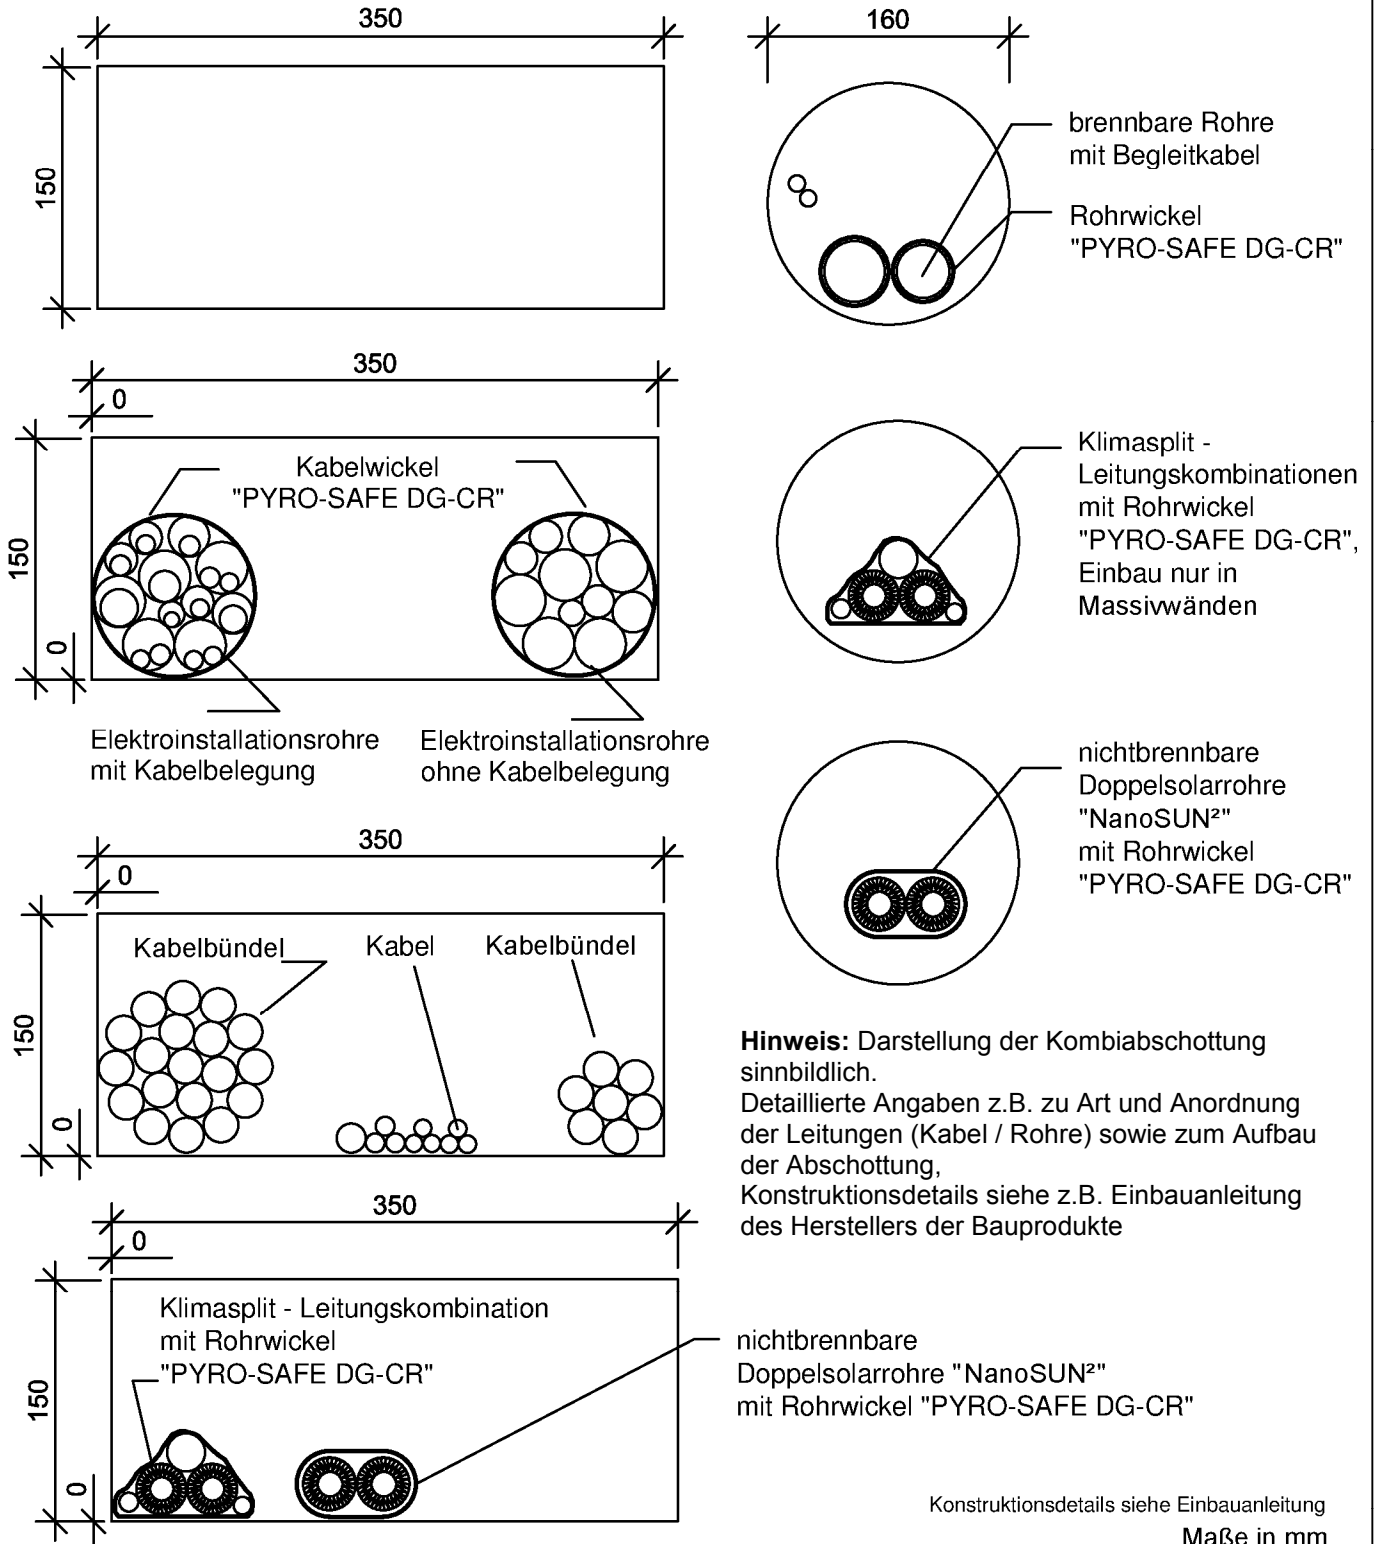 350
150
160
brennbare Rohre
mit Begleitkabel
Rohrwickel
"PYRO-SAFE DG-CR"
350
0
150
0
Kabelwickel
"PYRO-SAFE DG-CR"
Elektroinstallationsrohre
mit Kabelbelegung
Elektroinstallationsrohre
ohne Kabelbelegung
Klimasplit -
Leitungskombinationen
mit Rohrwickel
"PYRO-SAFE DG-CR",
Einbau nur in
Massivwänden
nichtbrennbare
Doppelsolarrohre
"NanoSUN²"
mit Rohrwickel
"PYRO-SAFE DG-CR"
350
0
150
0
Kabelbündel
Kabel
Kabelbündel
Hinweis: Darstellung der Kombiabschottung
sinnbildlich.
Detaillierte Angaben z.B. zu Art und Anordnung
der Leitungen (Kabel / Rohre) sowie zum Aufbau
der Abschottung,
Konstruktionsdetails siehe z.B. Einbauanleitung
des Herstellers der Bauprodukte
350
0
150
0
Klimasplit - Leitungskombination
mit Rohrwickel
"PYRO-SAFE DG-CR"
nichtbrennbare
Doppelsolarrohre "NanoSUN²"
mit Rohrwickel "PYRO-SAFE DG-CR"
Konstruktionsdetails siehe Einbauanleitung
Maße in mm